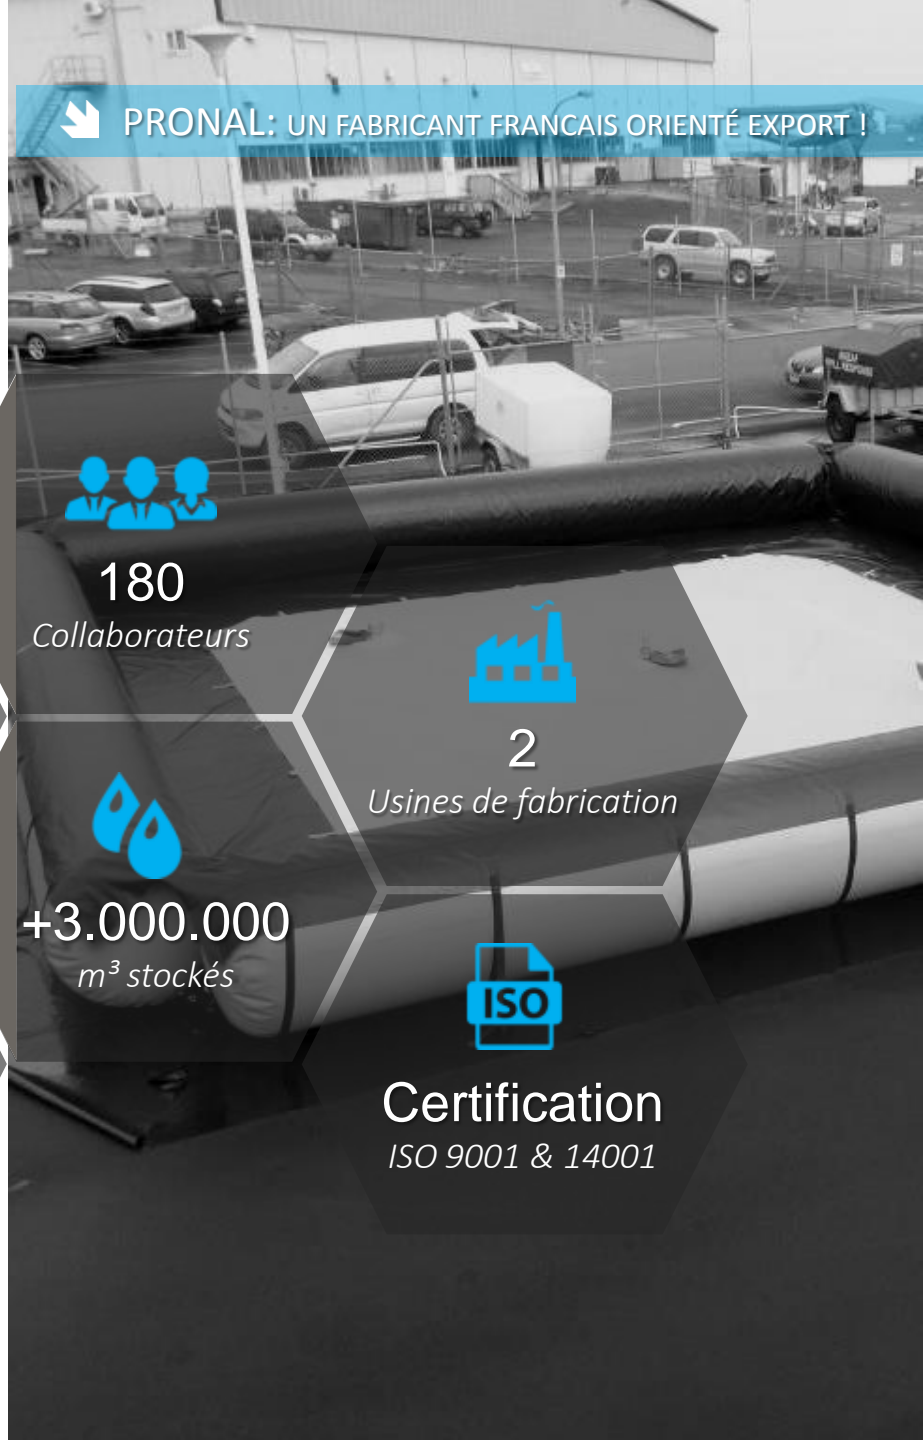 PRONAL: UN FABRICANT FRANCAIS ORIENTÉ EXPORT !
180
Collaborateurs
2
Usines de fabrication
+3.000.000
m³ stockés
ISO
Certification
ISO 9001 & 14001